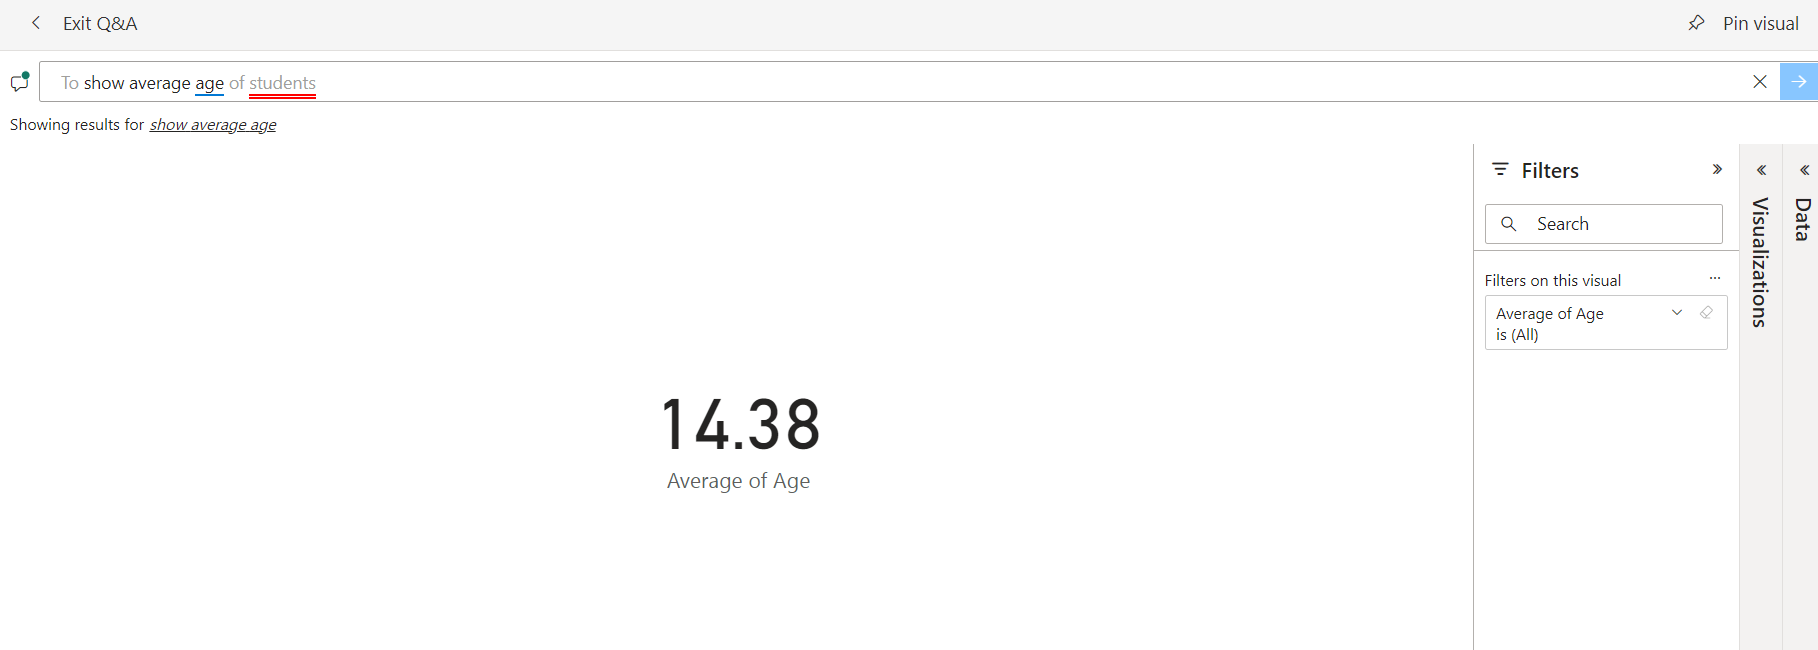 Exit Q&A
Pin visual
To show average age of students
Showing results for show average age
Filters
Search
Filters on this visual
Average of Age
is (All)
Visualizations
Data
14.38
Average of Age